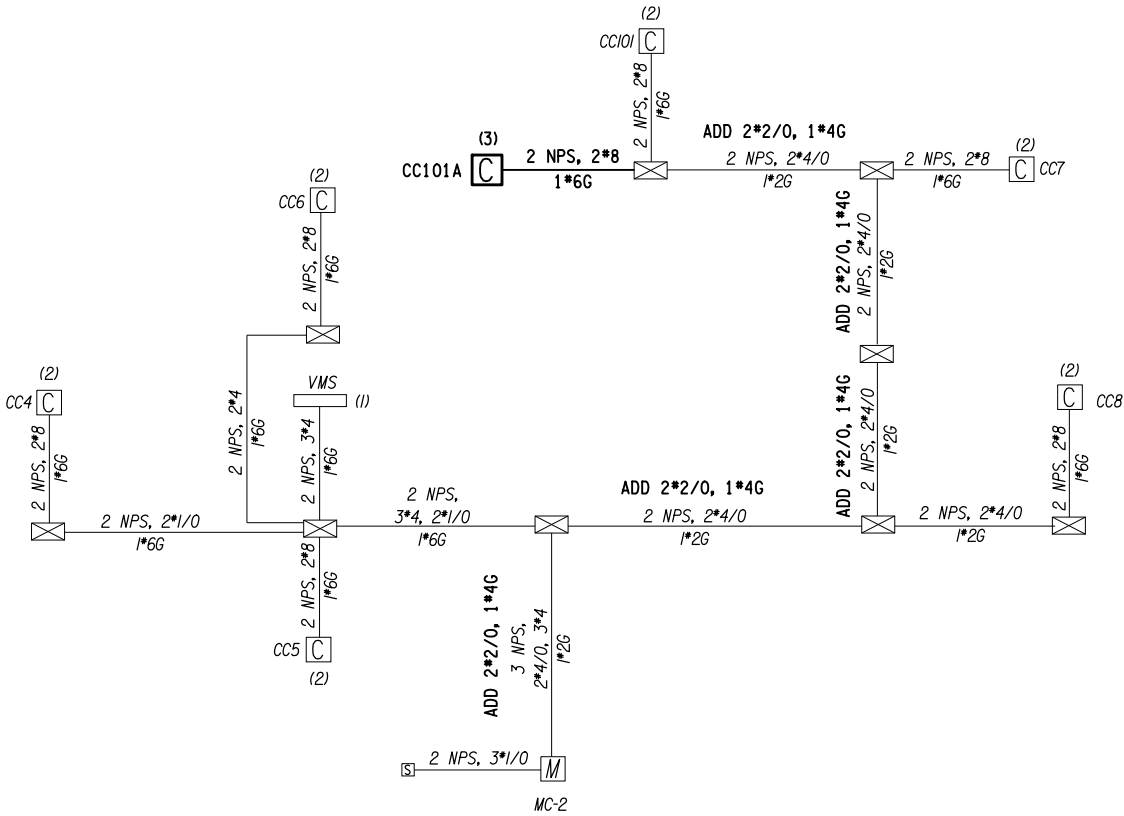 (2)
CC101
C
2 NPS, 2#8
1#6G
ADD 2#2/0, 1#4G
(3)
CC101A
C
2 NPS, 2#8
1#6G
2 NPS, 2#4/0
1#2G
2 NPS, 2#8
1#6G
(2)
C
CC7
(2)
CC6
C
2 NPS, 2#8
1#6G
ADD 2#2/0, 1#4G
2 NPS, 2#4/0
1#2G
2 NPS, 2#4
1#6G
VMS
(1)
2 NPS, 3#4
1#6G
(2)
CC4
C
2 NPS, 2#8
1#6G
ADD 2#2/0, 1#4G
2 NPS, 2#4/0
1#2G
(2)
C
CC8
2 NPS, 2#8
1#6G
2 NPS, 2#1/0
1#6G
2 NPS,
3#4, 2#1/0
1#6G
ADD 2#2/0, 1#4G
2 NPS, 2#4/0
1#2G
2 NPS, 2#4/0
1#2G
2 NPS, 2#8
1#6G
CC5
C
(2)
ADD 2#2/0, 1#4G
3 NPS,
2#4/0, 3#4
1#2G
S
2 NPS, 3#1/0
M
MC-2